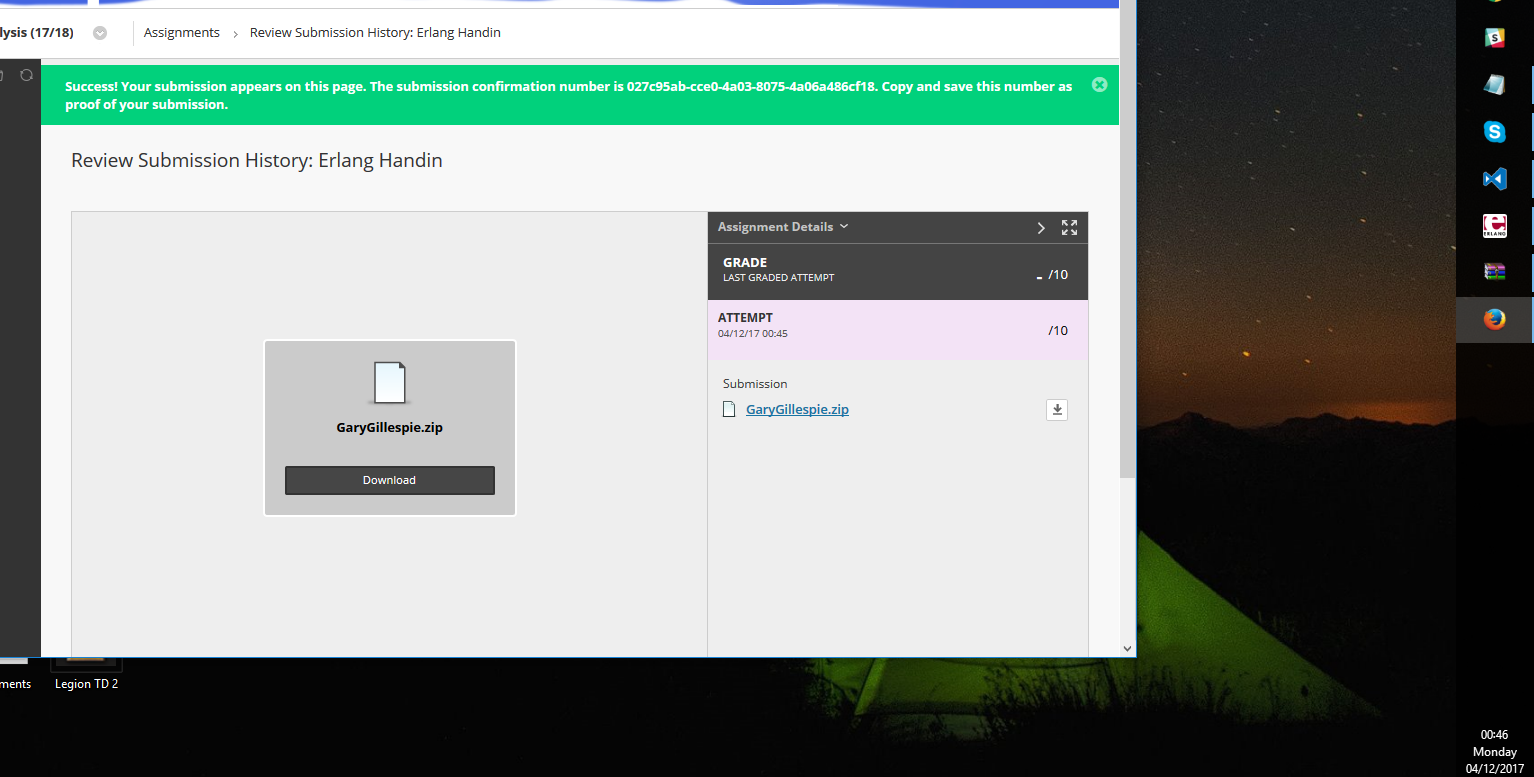 lysis (17/18)
Assignments
Review Submission History: Erlang Handin
Success! Your submission appears on this page. The submission confirmation number is 027c95ab-cce0-4a03-8075-4a06a486cf18. Copy and save this number as
proof of your submission.
Review Submission History: Erlang Handin
Assignment Details
GRADE
LAST GRADED ATTEMPT
- /10
ATTEMPT
04/12/17 00:45
/10
Submission
GaryGillespie.zip
GaryGillespie.zip
Download
ments
Legion TD 2
S
S
e
ERLANG
00:46
Monday
04/12/2017